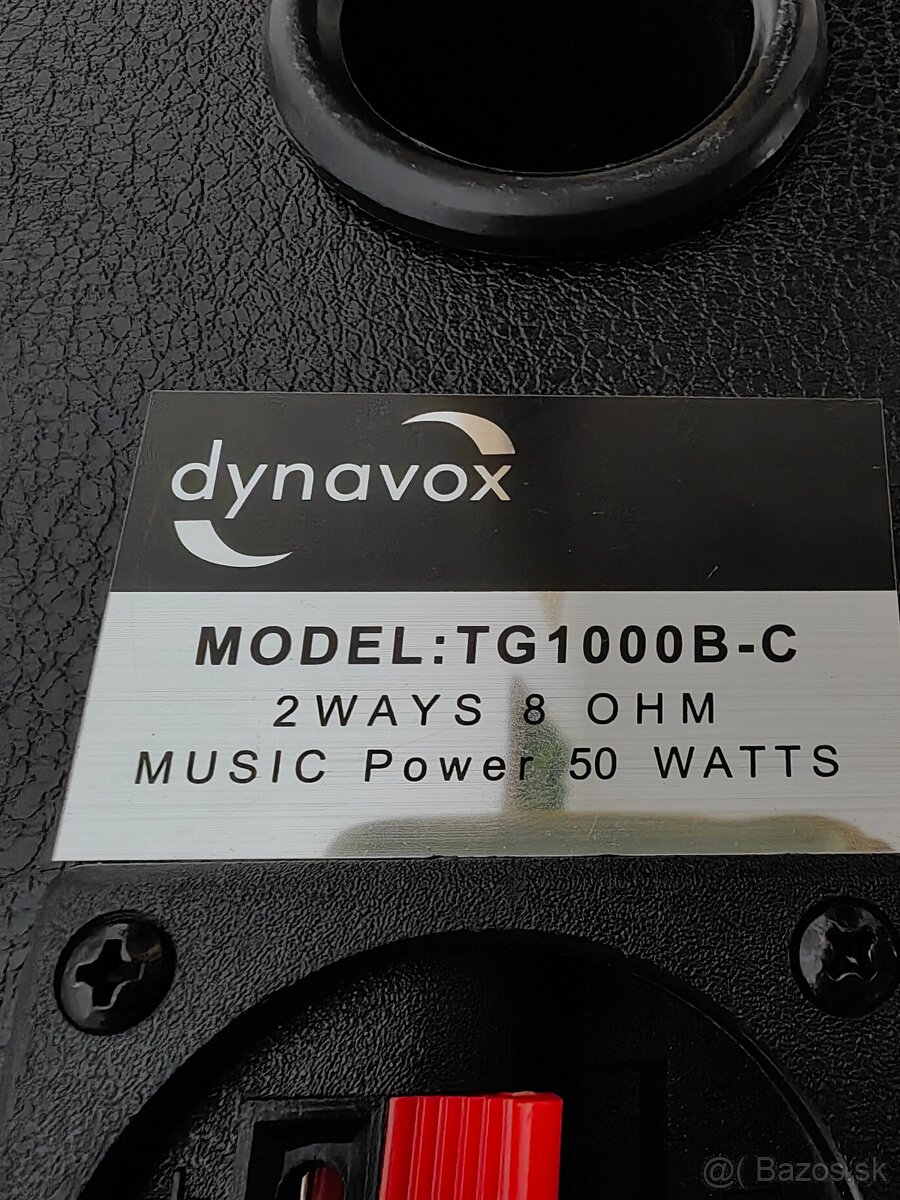 dynavox
MODEL:TG1000B-C
2WAYS 8 OHM
MUSIC Power 50 WATTS
@( Bazos.sk